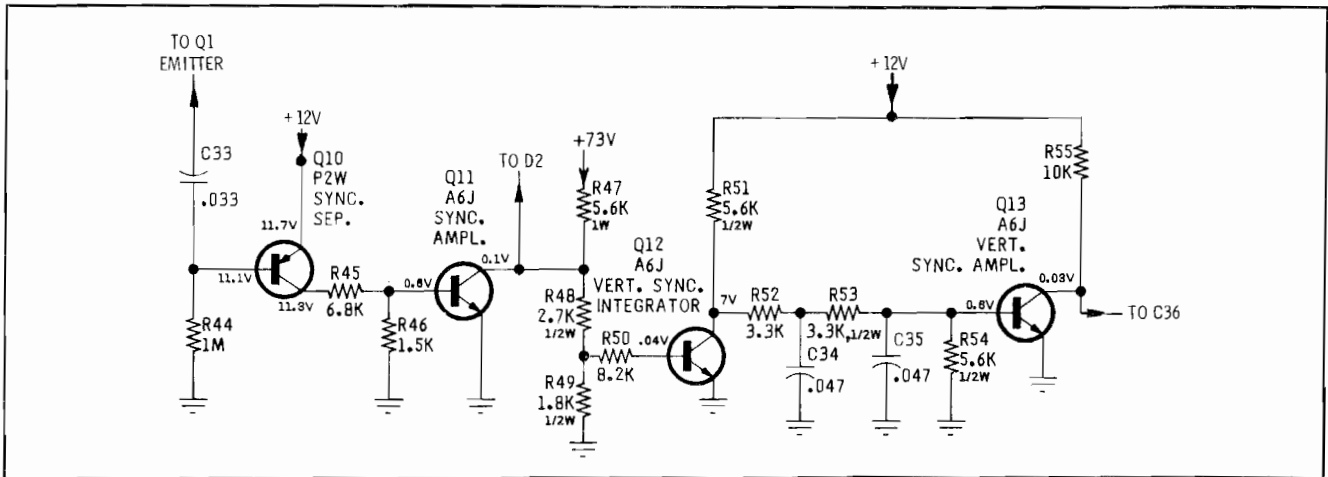 TO Q1
EMITTER
C33
.033
R44
1M
+12V
Q10
P2W
SYNC.
SEP.
11.7V
11.1V
11.3V
R45
6.8K
R46
1.5K
Q11
A6J
SYNC.
AMPL.
0.8V
0.1V
TO D2
+73V
R47
5.6K
1W
R48
2.7K
1/2W
R49
1.8K
1/2W
R50
8.2K
Q12
A6J
VERT. SYNC.
INTEGRATOR
.04V
7V
+12V
R51
5.6K
1/2W
R52
3.3K
R53
3.3K,1/2W
C34
.047
C35
.047
R54
5.6K
1/2W
Q13
A6J
VERT.
SYNC. AMPL.
0.6V
0.03V
R55
10K
TO C36